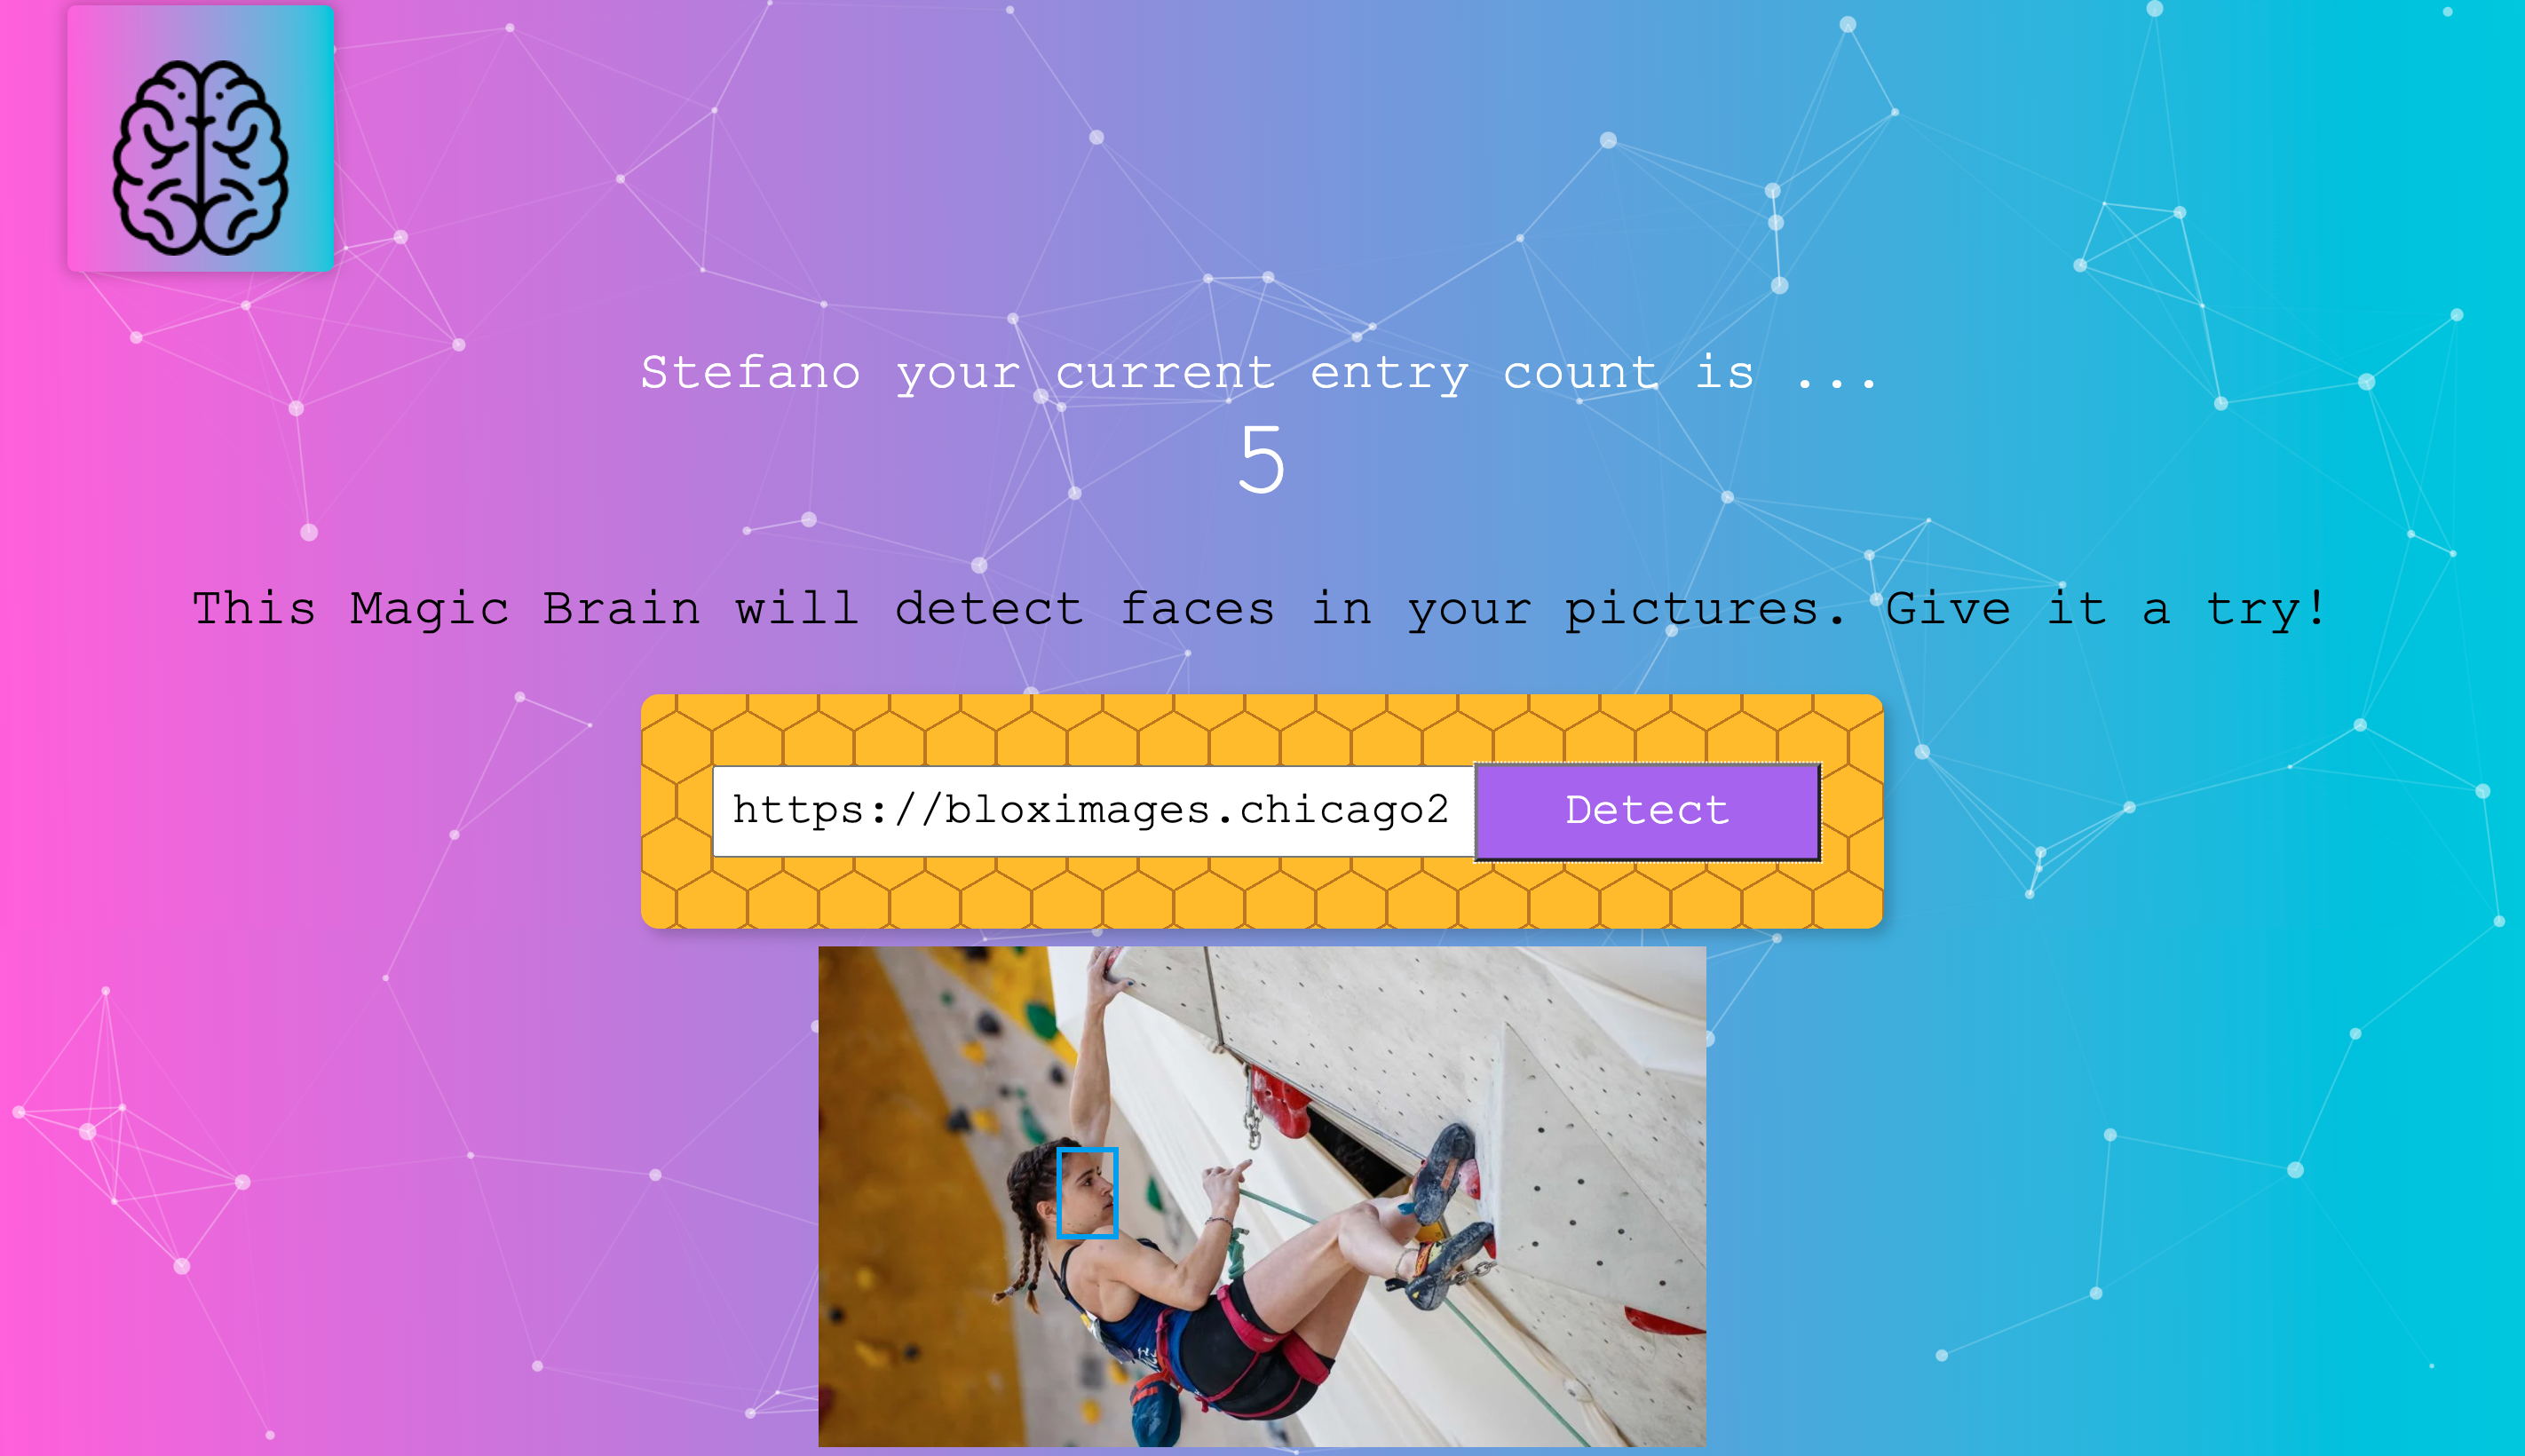 Stefano your current entry count is ...
5
This Magic Brain will detect faces in your pictures. Give it a try!
https://bloximages.chicago2
Detect